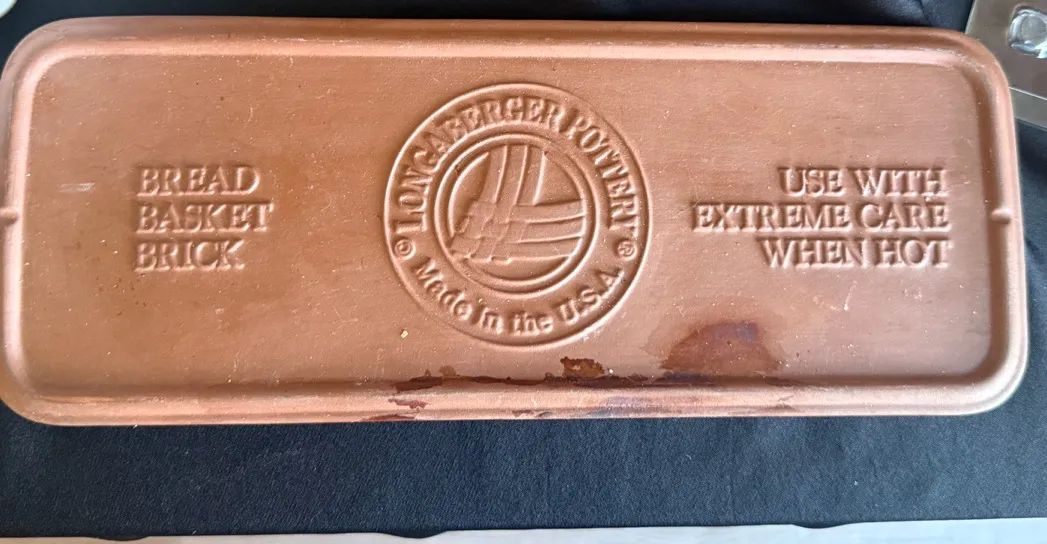 BREAD
BASKET
BRICK
© LONGABERGER POTTERY ®
Made in the U.S.A.
USE WITH
EXTREME CARE
WHEN HOT